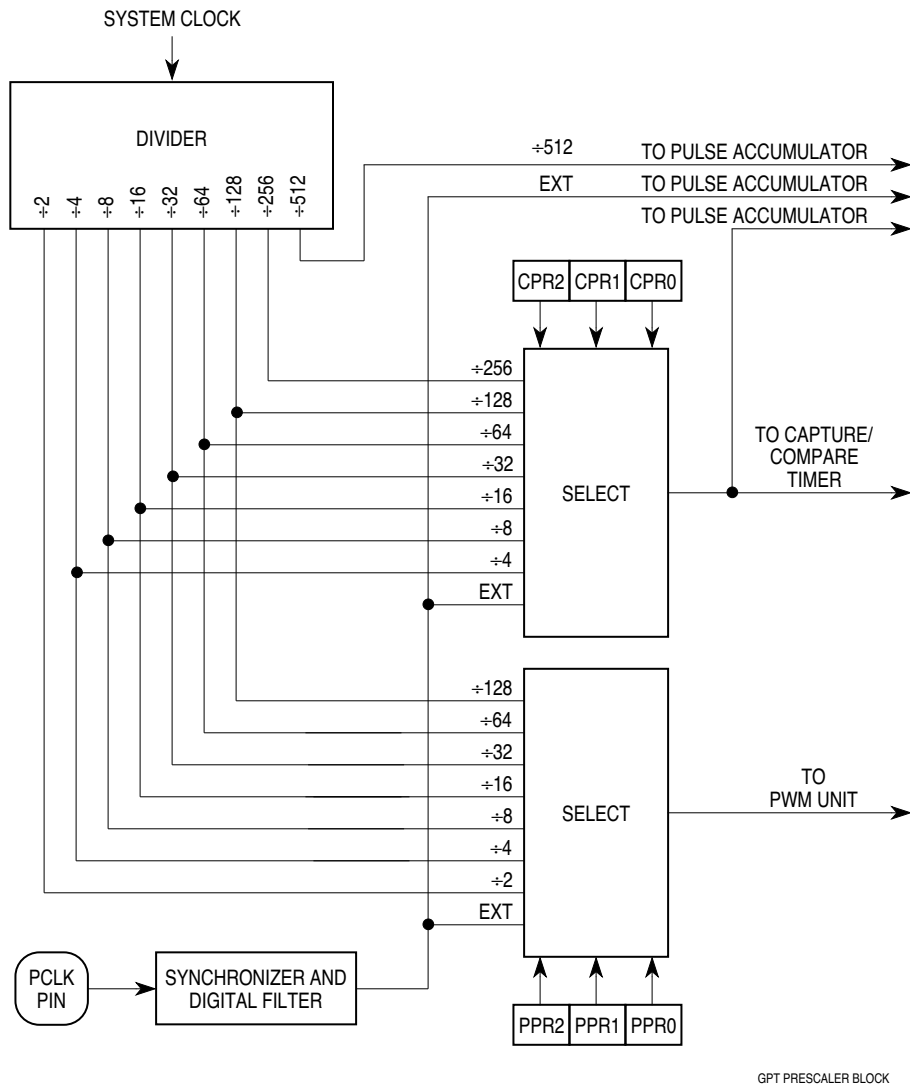 SYSTEM CLOCK
DIVIDER
÷2
÷4
÷8
÷16
÷32
÷64
÷128
÷256
÷512
÷512
TO PULSE ACCUMULATOR
EXT
TO PULSE ACCUMULATOR
TO PULSE ACCUMULATOR
CPR2
CPR1
CPR0
÷256
÷128
÷64
÷32
÷16
÷8
÷4
EXT
SELECT
TO CAPTURE/
COMPARE
TIMER
÷128
÷64
÷32
÷16
÷8
÷4
÷2
EXT
SELECT
TO
PWM UNIT
PCLK
PIN
SYNCHRONIZER AND
DIGITAL FILTER
PPR2
PPR1
PPR0
GPT PRESCALER BLOCK